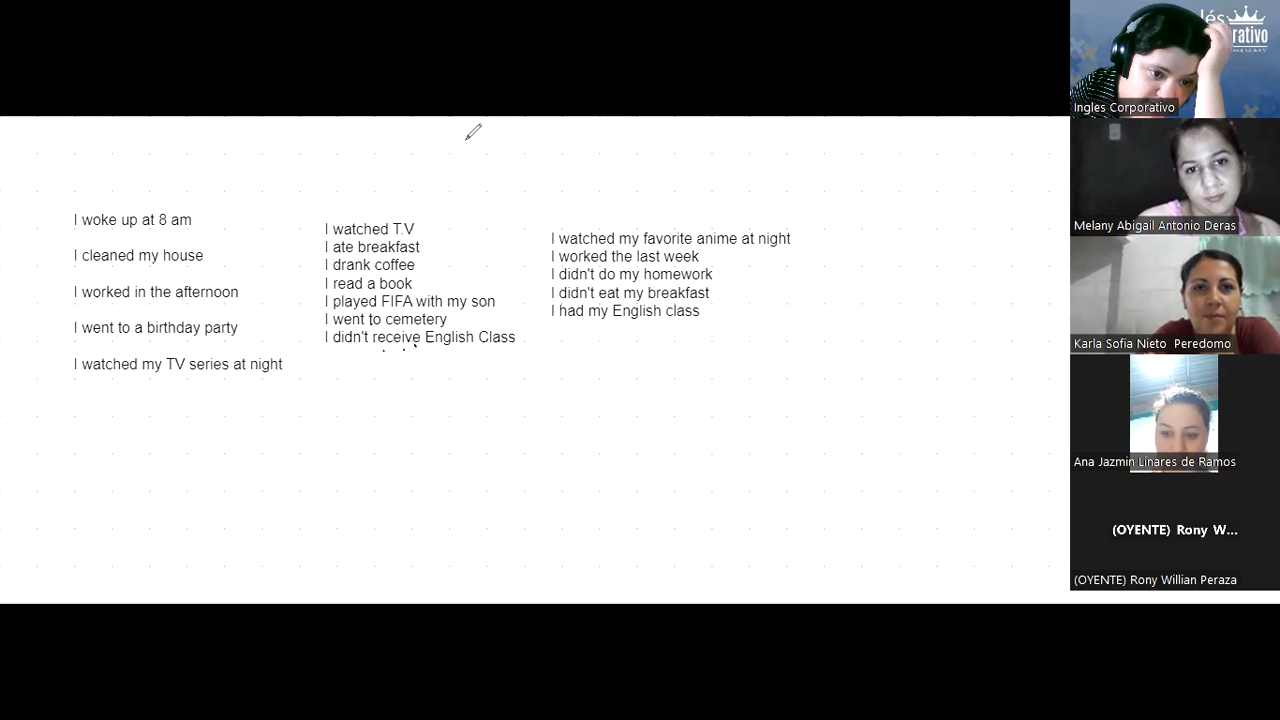 I woke up at 8 am
I cleaned my house
I worked in the afternoon
I went to a birthday party
I watched my TV series at night
I watched T.V
I ate breakfast
I drank coffee
I read a book
I played FIFA with my son
I went to cemetery
I didn't receive English Class
I watched my favorite anime at night
I worked the last week
I didn't do my homework
I didn't eat my breakfast
I had my English class
Ingles Corporativo
Melany Abigail Antonio Deras
Karla Sofia Nieto Peredomo
Ana Jazmin Linares de Ramos
(OYENTE) Rony W...
(OYENTE) Rony Willian Peraza